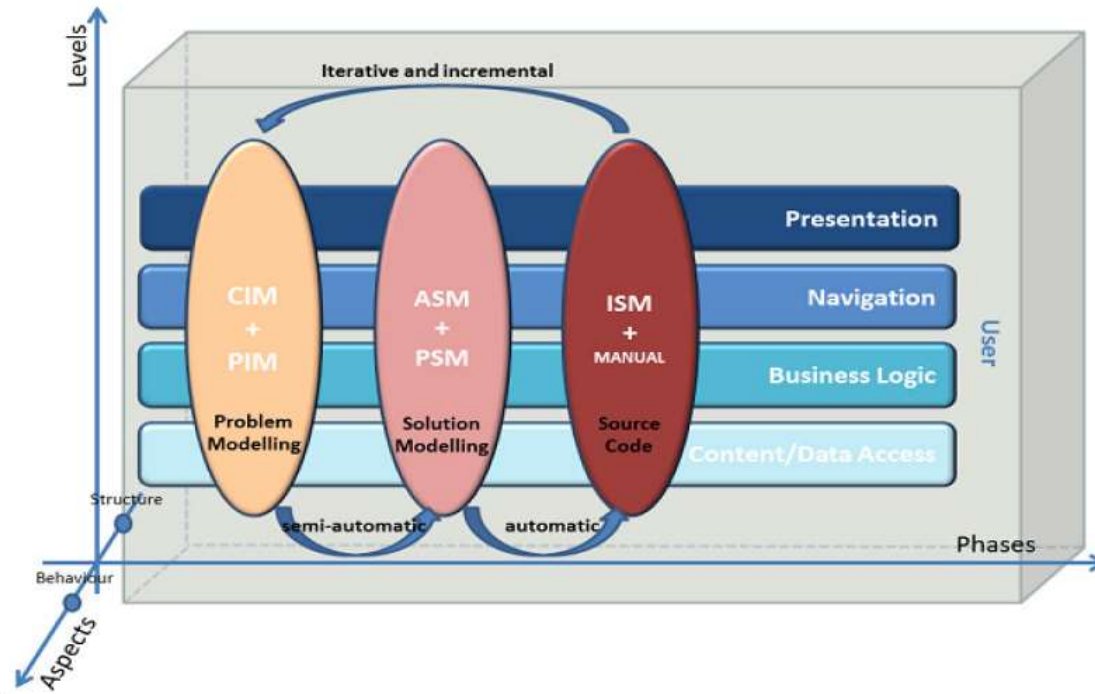 Levels
Iterative and incremental
Presentation
Navigation
Business Logic
Content/Data Access
User
CIM
+
PIM
Problem
Modelling
ASM
+
PSM
Solution
Modelling
ISM
+
MANUAL
Source
Code
semi-automatic
automatic
Structure
Behaviour
Aspects
Phases